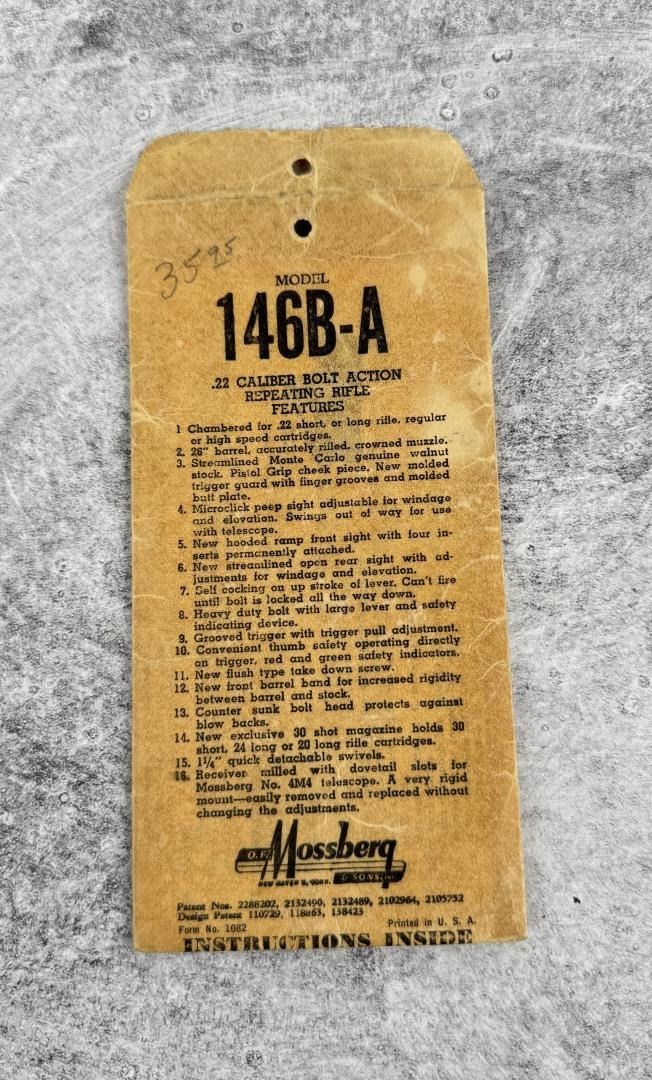 35.95
MODEL
146B-A
.22 CALIBER BOLT ACTION
REPEATING RIFLE
FEATURES
1 Chambered for .22 short, or long rifle, regular
or high speed cartridges.
2. 26" barrel, accurately rifled, crowned muzzle.
3. Streamlined Monte Carlo genuine walnut
stock. Pistol Grip cheek piece. New molded
trigger guard with finger grooves and molded
butt plate.
4. Microclick peep sight adjustable for windage
and elevation. Swings out of way for use
with telescope.
5. New hooded ramp front sight with four in-
serts permanently attached.
6. New streamlined open rear sight with ad-
justments for windage and elevation.
7. Self cocking on up stroke of lever. Can't fire
until bolt is locked all the way down.
8. Heavy duty bolt with large lever and safety
indicating device.
9. Grooved trigger with trigger pull adjustment.
10. Convenient thumb safety operating directly
on trigger, red and green safety indicators.
11. New flush type take down screw.
12. New front barrel band for increased rigidity
between barrel and stock.
13. Counter sunk bolt head protects against
blow backs.
14. New exclusive 30 shot magazine holds 30
short, 24 long or 20 long rifle cartridges.
15. 1¼" quick detachable swivels.
16. Receiver milled with dovetail slots for
Mossberg No. 4M4 telescope. A very rigid
mount—easily removed and replaced without
changing the adjustments.
O.F. Mossberg
& SONS, INC.
NEW HAVEN 5, CONN.
Patent Nos. 2288202, 2132490, 2132489, 2102964, 2105752
Design Patent 110729, 118863, 138423
Form No. 1082 Printed in U. S. A.
INSTRUCTIONS INSIDE